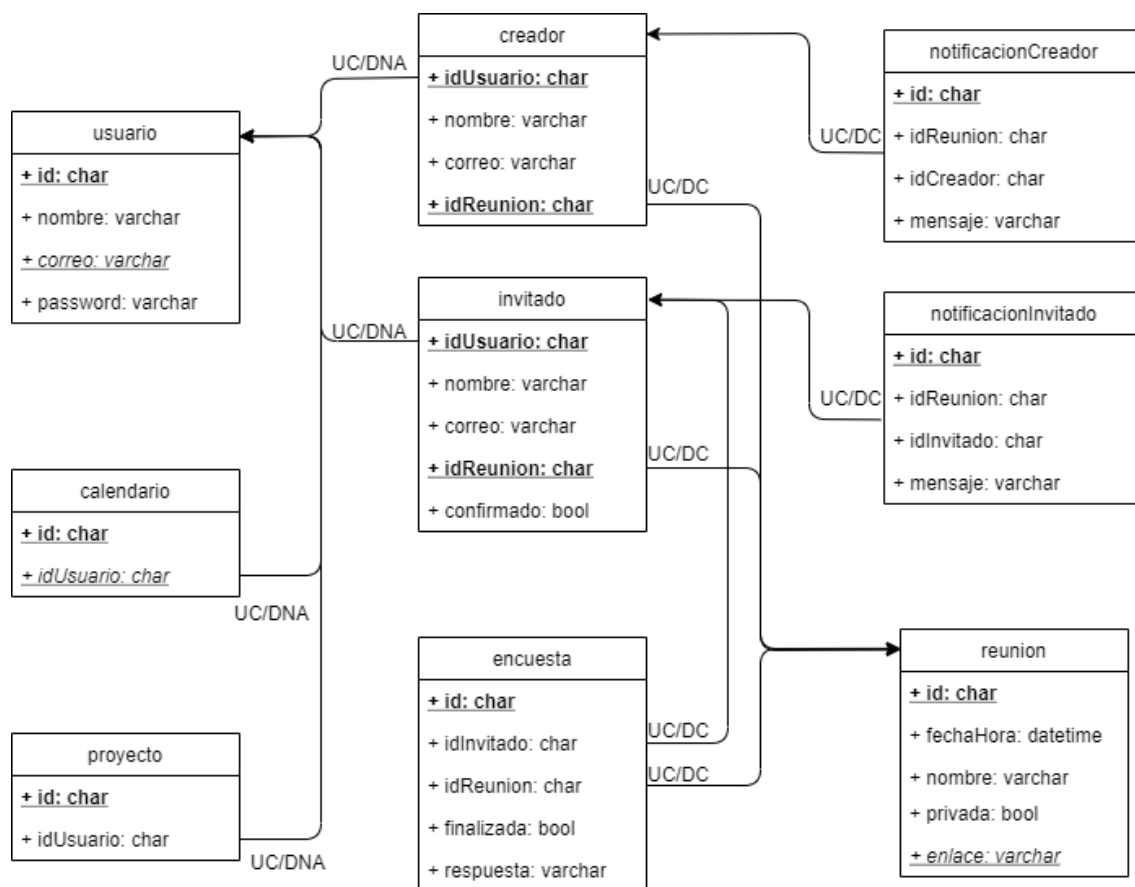 usuario
+ id: char
+ nombre: varchar
+ correo: varchar
+ password: varchar
calendario
+ id: char
+ idUsuario: char
UC/DNA
proyecto
+ id: char
+ idUsuario: char
UC/DNA
creador
UC/DNA
+ idUsuario: char
+ nombre: varchar
+ correo: varchar
+ idReunion: char
UC/DC
invitado
UC/DNA
+ idUsuario: char
+ nombre: varchar
+ correo: varchar
+ idReunion: char
UC/DC
+ confirmado: bool
encuesta
+ id: char
+ idInvitado: char
UC/DC
+ idReunion: char
UC/DC
+ finalizada: bool
+ respuesta: varchar
notificacionCreador
+ id: char
+ idReunion: char
UC/DC
+ idCreador: char
+ mensaje: varchar
notificacionInvitado
+ id: char
+ idReunion: char
UC/DC
+ idInvitado: char
+ mensaje: varchar
reunion
+ id: char
+ fechaHora: datetime
+ nombre: varchar
+ privada: bool
+ enlace: varchar